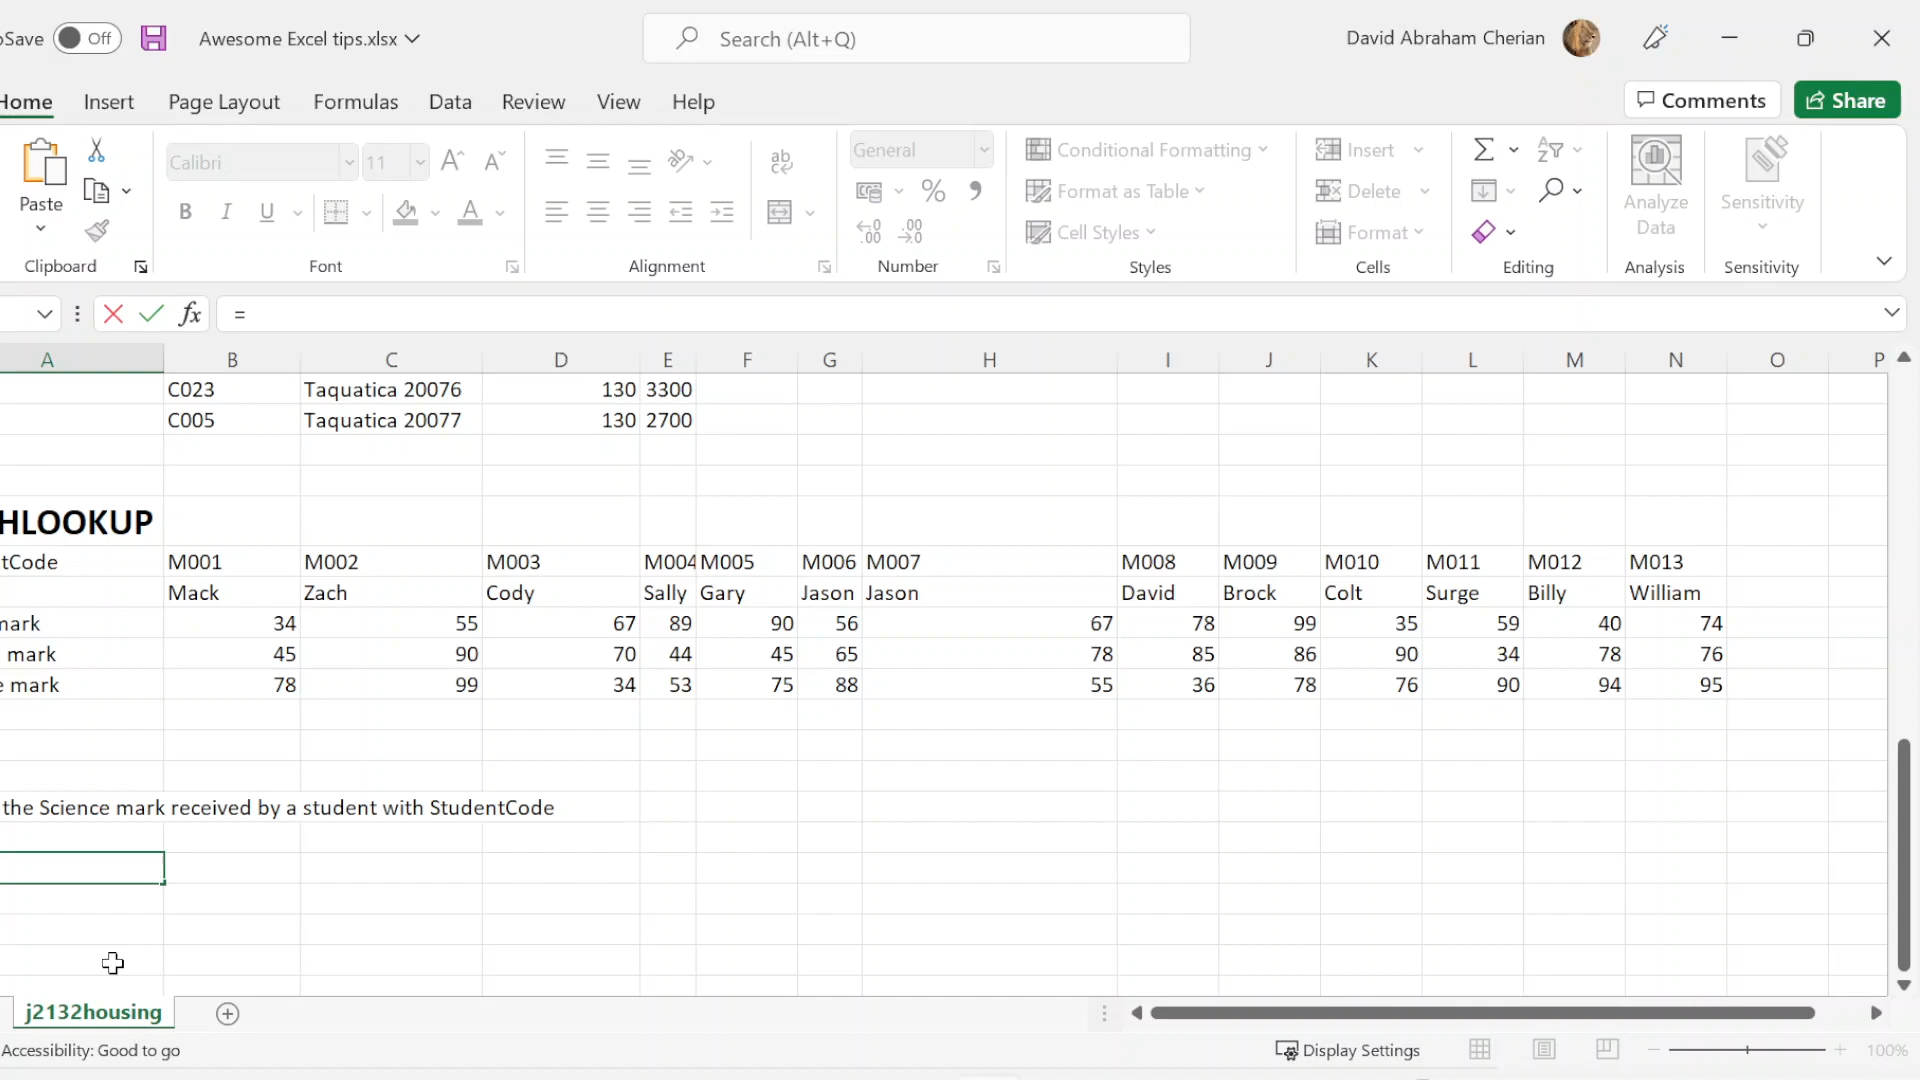 oSave Off Awesome Excel tips.xlsx Search (Alt+Q) David Abraham Cherian
Home Insert Page Layout Formulas Data Review View Help Comments Share
Paste Calibri 11 A A ab General Conditional Formatting Insert Σ
B I U A % Format as Table Delete Analyze Sensitivity
Cell Styles Format Data
Clipboard Font Alignment Number Styles Cells Editing Analysis Sensitivity
fx =
A B C D E F G H I J K L M N O P
C023 Taquatica 20076 130 3300
C005 Taquatica 20077 130 2700
HLOOKUP
tCode M001 M002 M003 M004 M005 M006 M007 M008 M009 M010 M011 M012 M013
Mack Zach Cody Sally Gary Jason Jason David Brock Colt Surge Billy William
mark 34 55 67 89 90 56 67 78 99 35 59 40 74
mark 45 90 70 44 45 65 78 85 86 90 34 78 76
e mark 78 99 34 53 75 88 55 36 78 76 90 94 95
the Science mark received by a student with StudentCode
j2132housing
Accessibility: Good to go Display Settings 100%